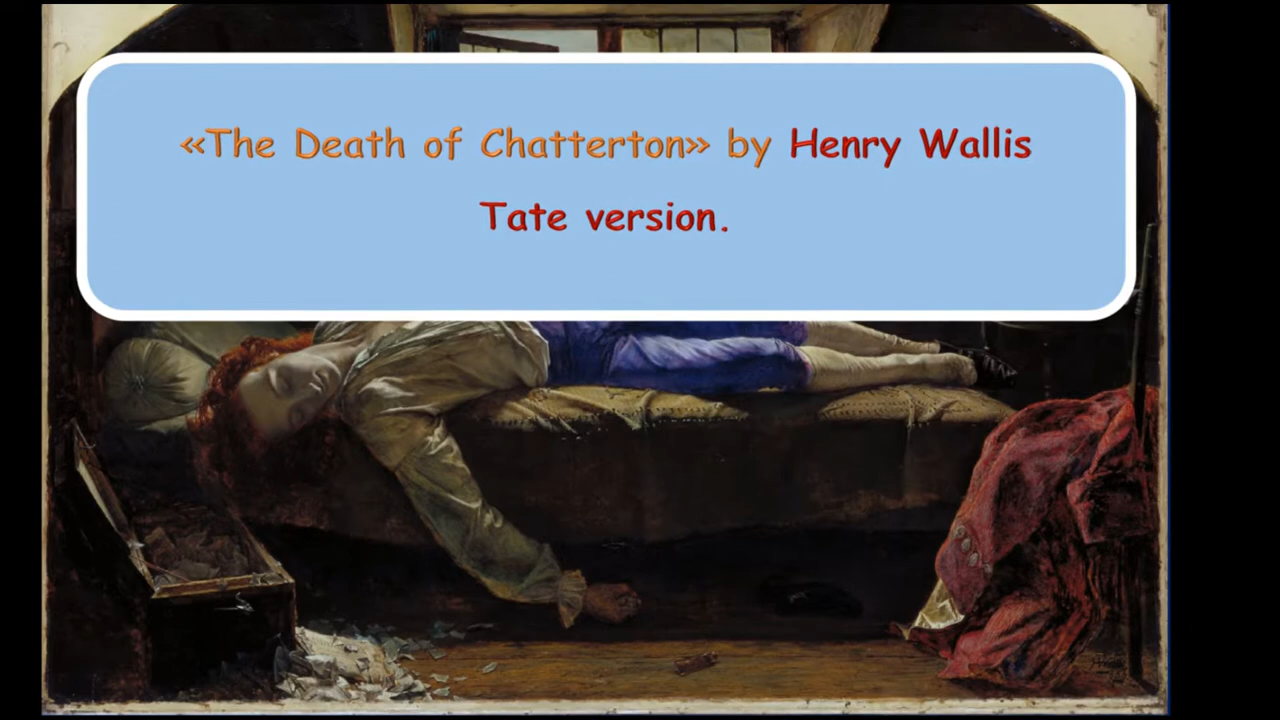 «The Death of Chatterton» by Henry Wallis
Tate version.